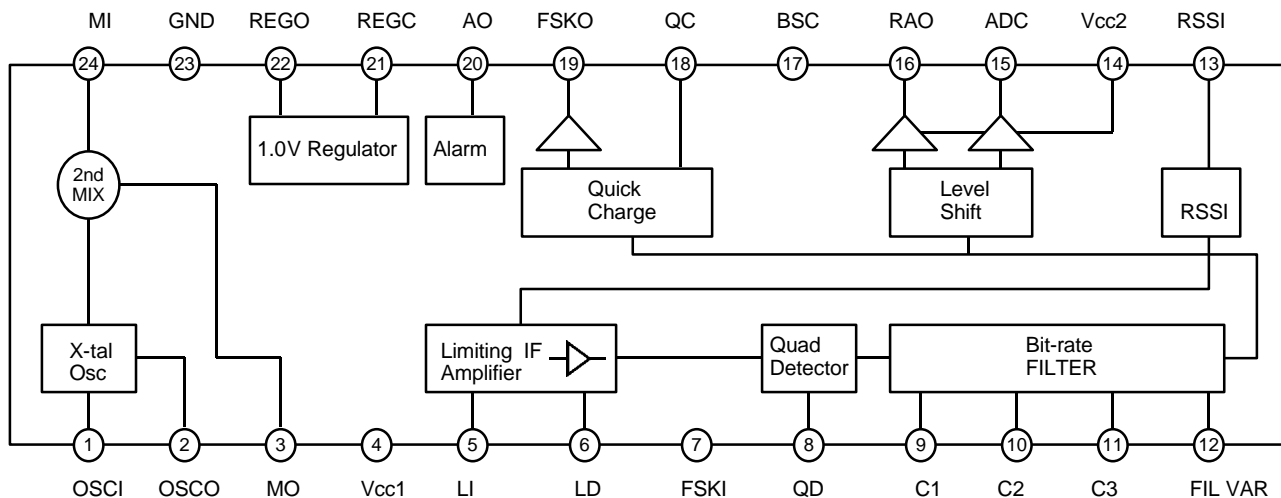 MI GND REGO REGC AO FSKO QC BSC RAO ADC Vcc2 RSSI
24 23 22 21 20 19 18 17 16 15 14 13
1.0V Regulator
Alarm
2nd
MIX
Quick
Charge
Level
Shift
RSSI
X-tal
Osc
Limiting IF
Amplifier
Quad
Detector
Bit-rate
FILTER
1 2 3 4 5 6 7 8 9 10 11 12
OSCI OSCO MO Vcc1 LI LD FSKI QD C1 C2 C3 FIL VAR